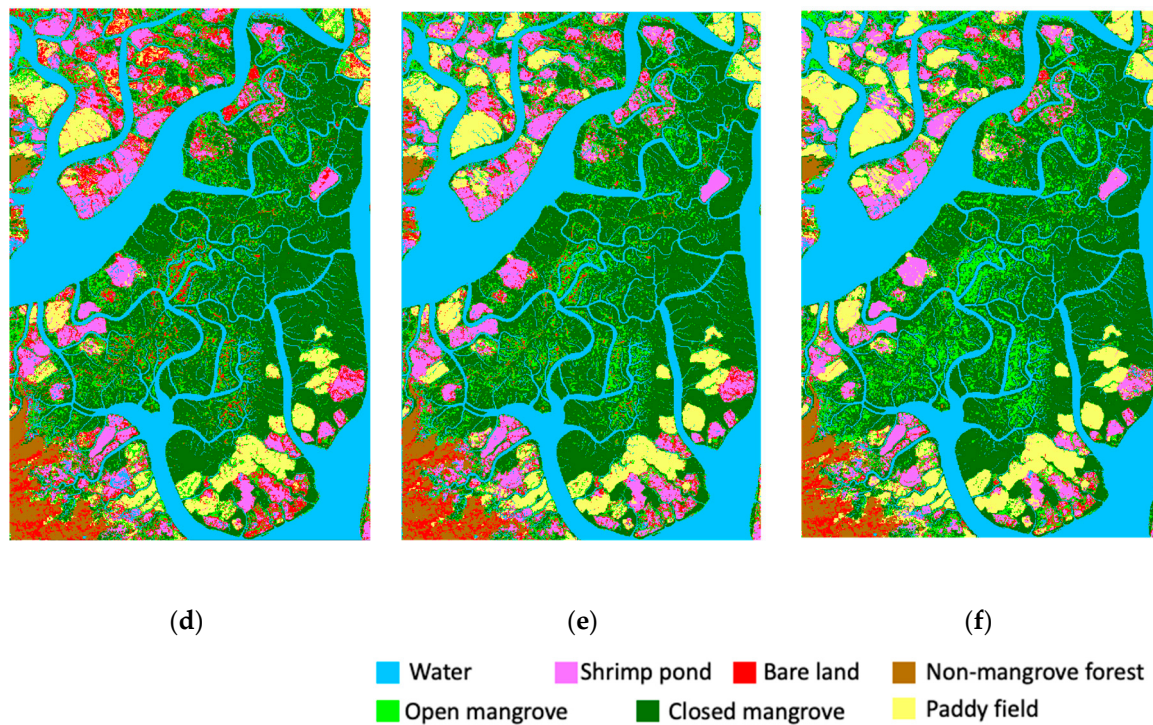 (d) (e) (f)
Water Shrimp pond Bare land Non-mangrove forest
Open mangrove Closed mangrove Paddy field